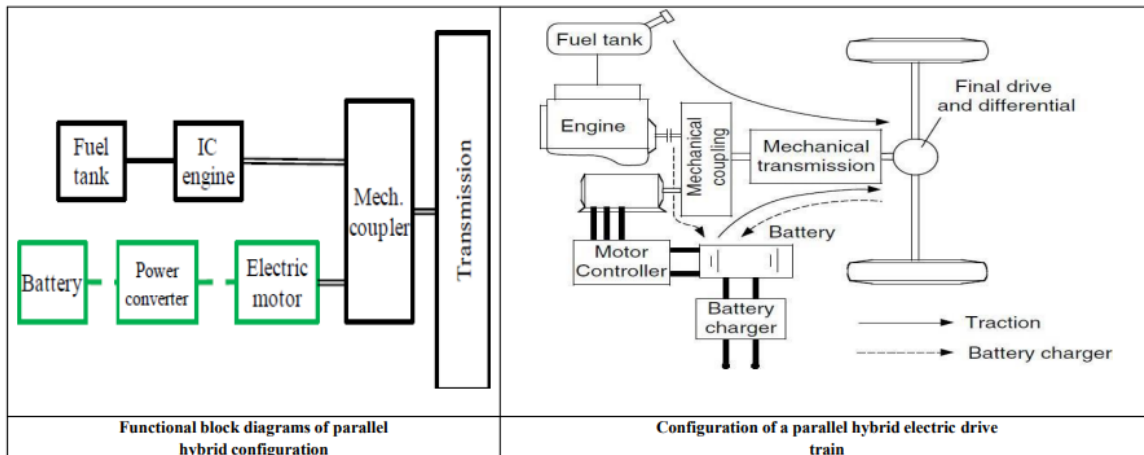 Fuel
tank
IC
engine
Mech.
coupler
Transmission
Battery
Power
converter
Electric
motor
Functional block diagrams of parallel
hybrid configuration
Fuel tank
Engine
Mechanical
coupling
Mechanical
transmission
Final drive
and differential
Motor
Controller
Battery
Battery
charger
Traction
Battery charger
Configuration of a parallel hybrid electric drive
train